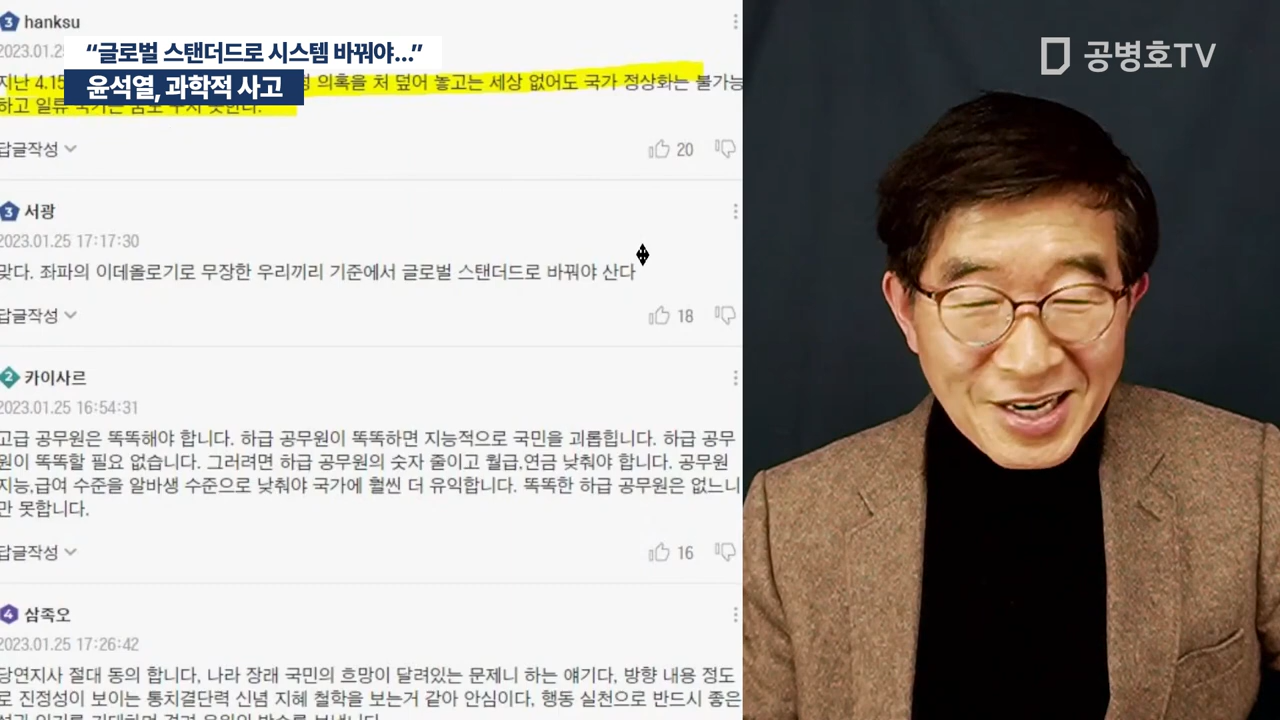 3 hanksu
2023.01.25
"글로벌 스탠더드로 시스템 바꿔야..."
윤석열, 과학적 사고
지난 4.15 의혹을 처 덮어 놓고는 세상 없어도 국가 정상화는 불가능
하고 일류
답글작성
20
3 서광
2023.01.25 17:17:30
맞다. 좌파의 이데올로기로 무장한 우리끼리 기준에서 글로벌 스탠더드로 바꿔야 산다
답글작성
18
2 카이사르
2023.01.25 16:54:31
고급 공무원은 똑똑해야 합니다. 하급 공무원이 똑똑하면 지능적으로 국민을 괴롭힙니다. 하급 공무
원이 똑똑할 필요 없습니다. 그러려면 하급 공무원의 숫자 줄이고 월급,연금 낮춰야 합니다. 공무원
지능,급여 수준을 알바생 수준으로 낮춰야 국가에 훨씬 더 유익합니다. 똑똑한 하급 공무원은 없느니
만 못합니다.
답글작성
16
4 삼족오
2023.01.25 17:26:42
당연지사 절대 동의 합니다, 나라 장래 국민의 흐망이 달려있는 문제니 하는 얘기다, 방향 내용 정도
로 진정성이 보이는 통치결단력 신념 지혜 철학을 보는거 같아 안심이다, 행동 실천으로 반드시 좋은
공병호TV